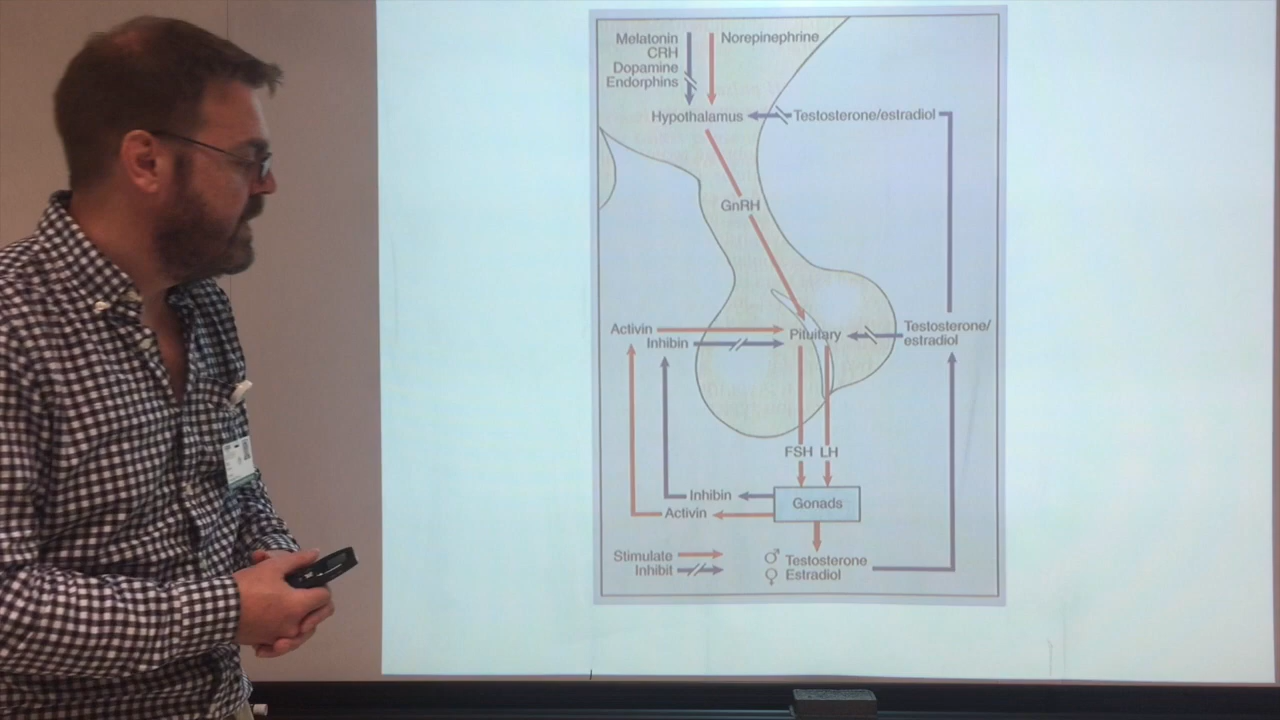 Melatonin
CRH
Dopamine
Endorphins
Norepinephrine
Hypothalamus
Testosterone/estradiol
GnRH
Activin
Inhibin
Pituitary
Testosterone/
estradiol
FSH LH
Inhibin
Activin
Gonads
Stimulate
Inhibit
♂ Testosterone
♀ Estradiol